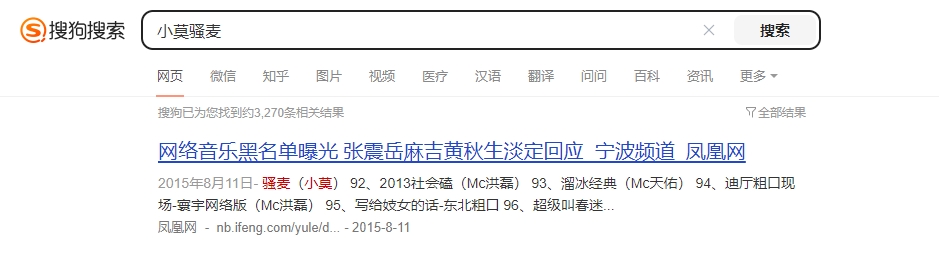 搜狗搜索
小莫骚麦
搜索
网页 微信 知乎 图片 视频 医疗 汉语 翻译 问问 百科 资讯 更多
搜狗已为您找到约3,270条相关结果 全部结果
网络音乐黑名单曝光 张震岳麻吉黄秋生淡定回应_宁波频道_凤凰网
2015年8月11日- 骚麦（小莫） 92、2013社会磕（Mc洪磊） 93、溜冰经典（Mc天佑） 94、迪厅粗口现
场-寰宇网络版（Mc洪磊） 95、写给妓女的话-东北粗口 96、超级叫春迷...
凤凰网 - nb.ifeng.com/yule/d... - 2015-8-11